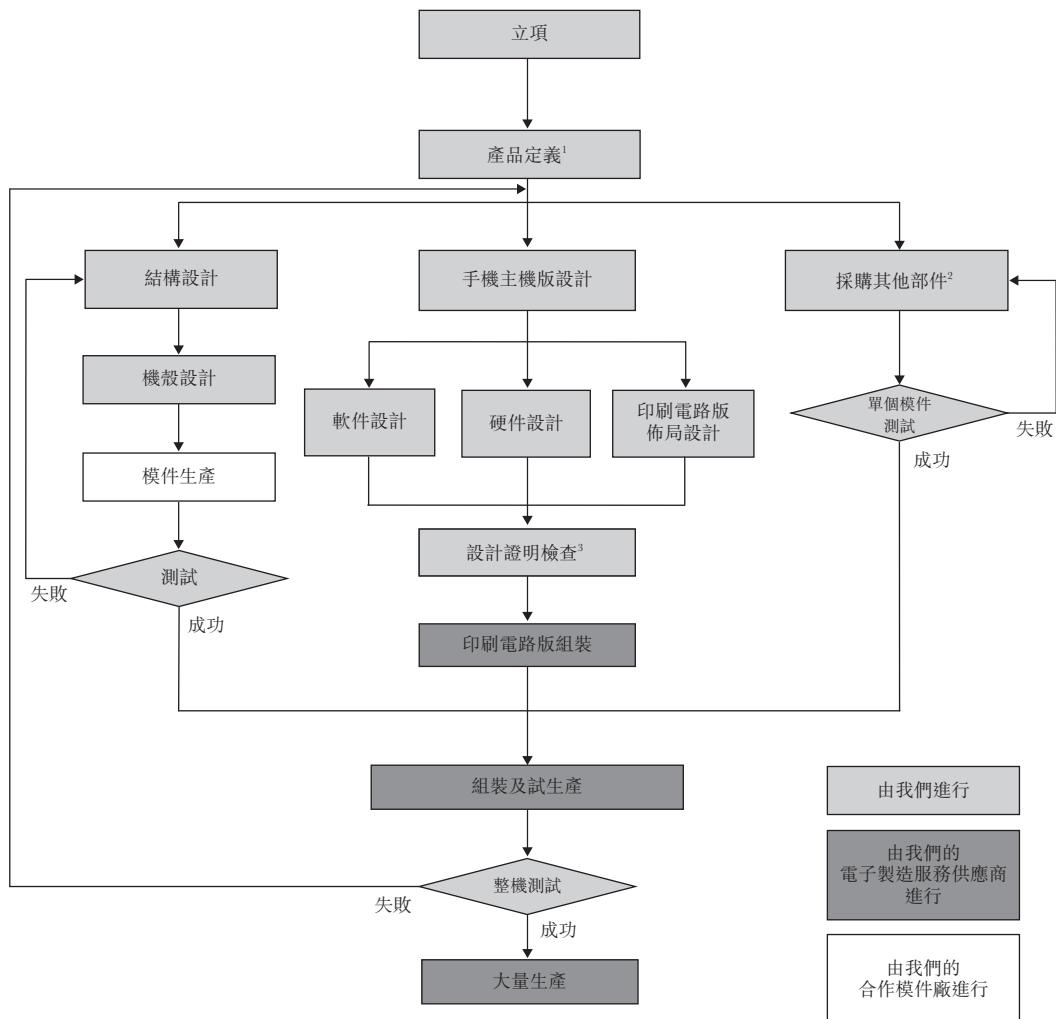 立項
產品定義1
結構設計
手機主機版設計
採購其他部件2
機殼設計
軟件設計
硬件設計
印刷電路版
佈局設計
單個模件
測試
失敗
成功
模件生產
設計證明檢查3
測試
失敗
成功
印刷電路版組裝
組裝及試生產
由我們進行
由我們的
電子製造服務供應商
進行
整機測試
失敗
成功
大量生產
由我們的
合作模件廠進行